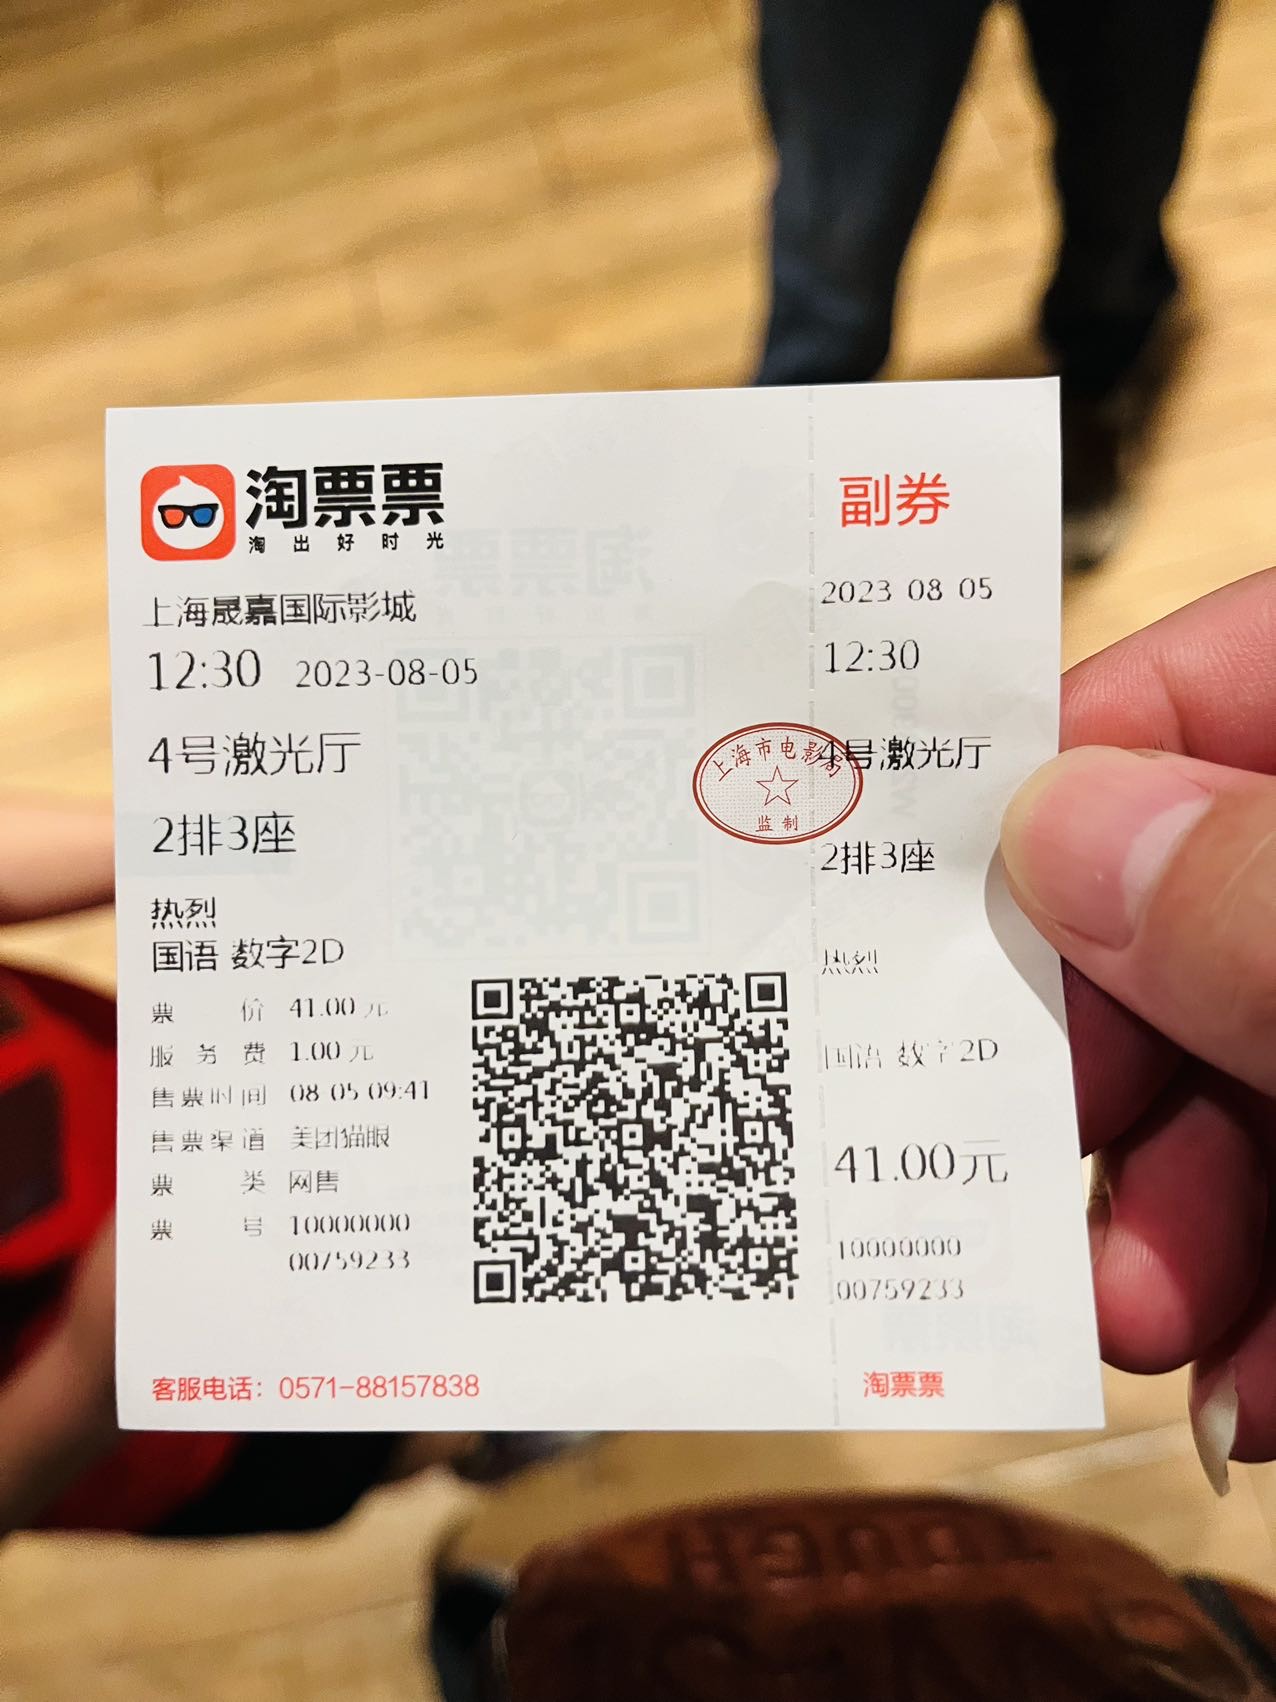 淘票票
淘出好时光
上海晟嘉国际影城
12:30 2023-08-05
4号激光厅
2排3座
热烈
国语 数字2D
票价 41.00元
服务费 1.00元
售票时间 08-05 09:41
售票渠道 美团猫眼
票类 网售
票号 10000000
00759233
客服电话：0571-88157838
上海市电影局
监制
副券
2023-08-05
12:30
4号激光厅
2排3座
热烈
国语 数字2D
41.00元
10000000
00759233
淘票票